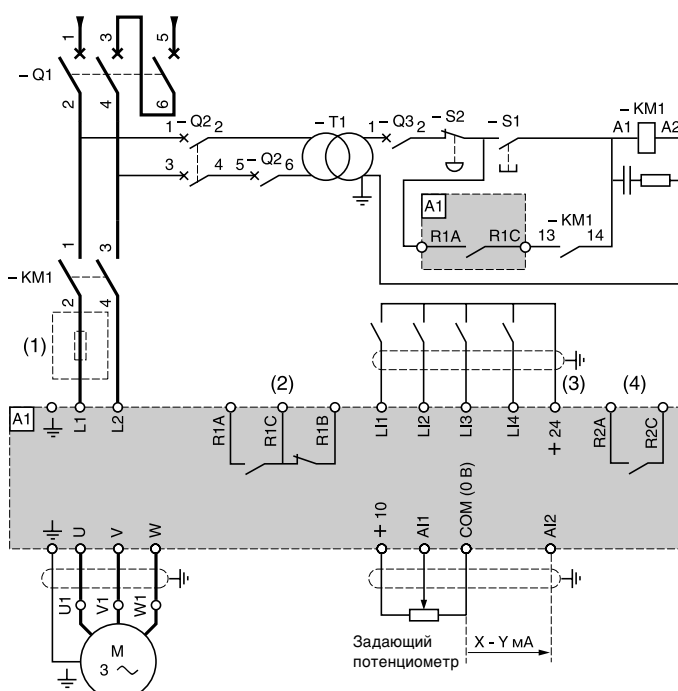 1 3 5
– Q1
2 4 6
1 – Q2 2 – T1 1 – Q3 2 – S2 – S1 – KM1
A1 A2
3 4 5 – Q2 6
A1
– KM1
R1A R1C 13 14
1 3
– KM1
2 4
(1)
(2) (3) (4)
A1
L1 L2 R1A R1C R1B LI1 LI2 LI3 LI4 + 24 R2A R2C
U V W + 10 AI1 COM (0 В) AI2
U1 V1 W1
M
3
Задающий
потенциометр
X - Y мА